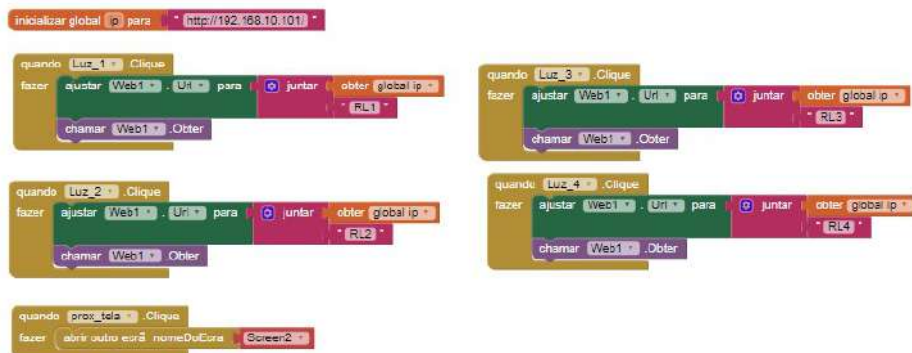 inicializar global ip para " http://192.168.10.101/ "
quando Luz_1 .Clique
fazer ajustar Web1 . Url para juntar obter global ip
" RL1 "
chamar Web1 .Obter
quando Luz_2 .Clique
fazer ajustar Web1 . Url para juntar obter global ip
" RL2 "
chamar Web1 .Obter
quando prox_tela .Clique
fazer abrir outro ecrã nomeDoEcra Screen2
quando Luz_3 .Clique
fazer ajustar Web1 . Url para juntar obter global ip
" RL3 "
chamar Web1 .Obter
quando Luz_4 .Clique
fazer ajustar Web1 . Url para juntar obter global ip
" RL4 "
chamar Web1 .Obter